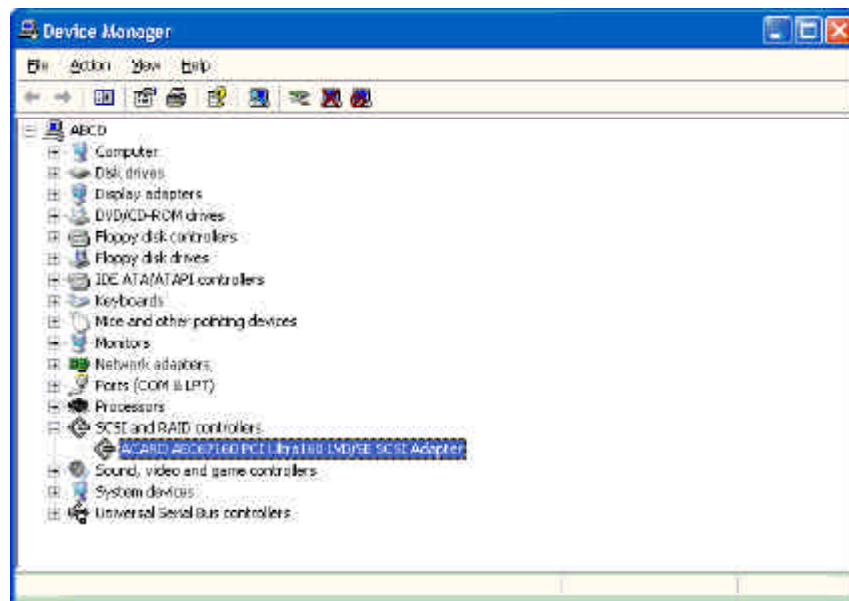 Device Manager
File Action View Help
ABCD
Computer
Disk drives
Display adapters
DVD/CD-ROM drives
Floppy disk controllers
Floppy disk drives
IDE ATA/ATAPI controllers
Keyboards
Mice and other pointing devices
Monitors
Network adapters
Ports (COM & LPT)
Processors
SCSI and RAID controllers
ACARD AEC67160 PCI Ultra160 LVD/SE SCSI Adapter
Sound, video and game controllers
System devices
Universal Serial Bus controllers